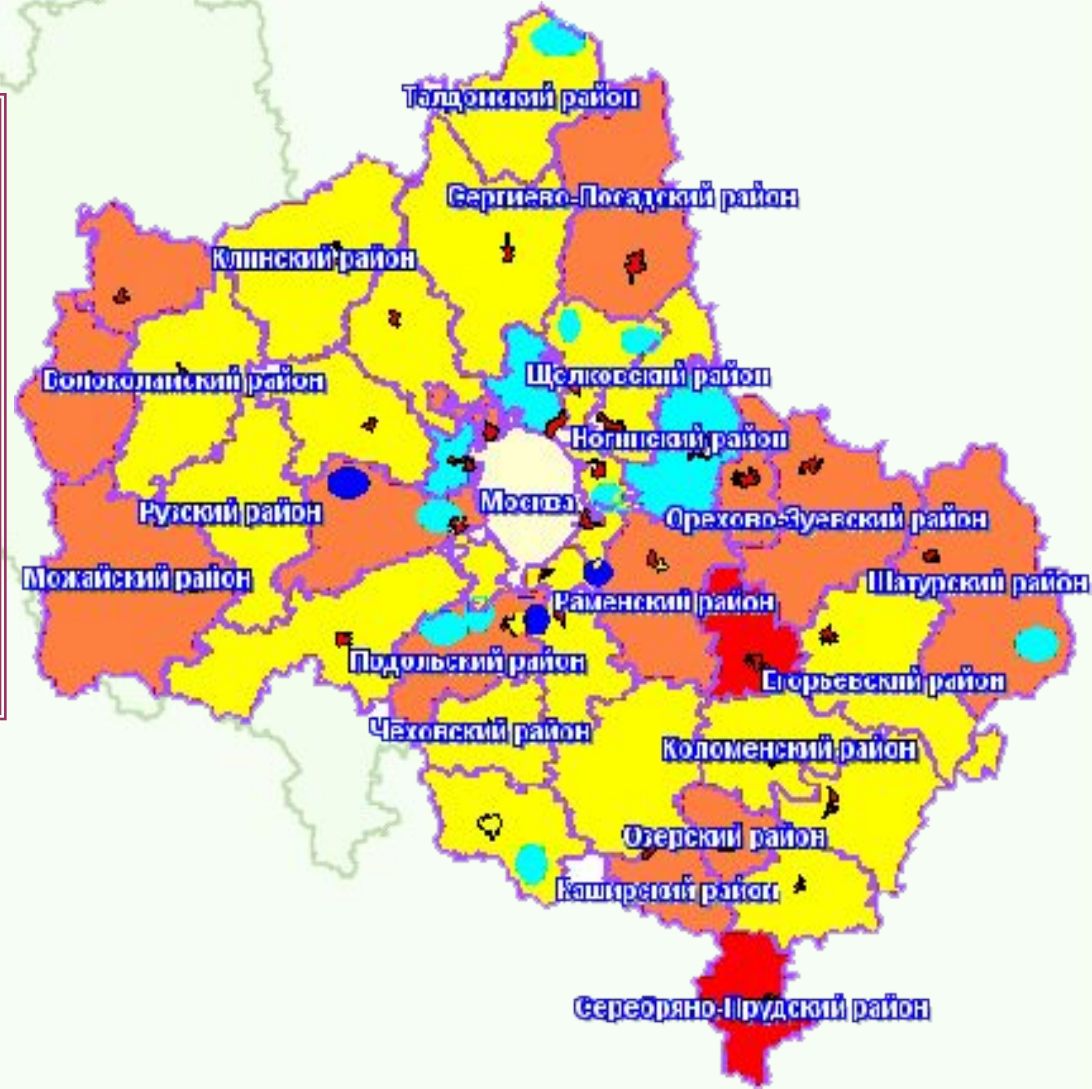 Талдомский район
Сергиево-Посадский район
Клинский район
Волоколамский район
Щелковский район
Ногинский район
Москва
Рузский район
Орехово-Зуевский район
Можайский район
Шатурский район
Раменский район
Подольский район
Егорьевский район
Чеховский район
Коломенский район
Озерский район
Каширский район
Серебряно-Прудский район